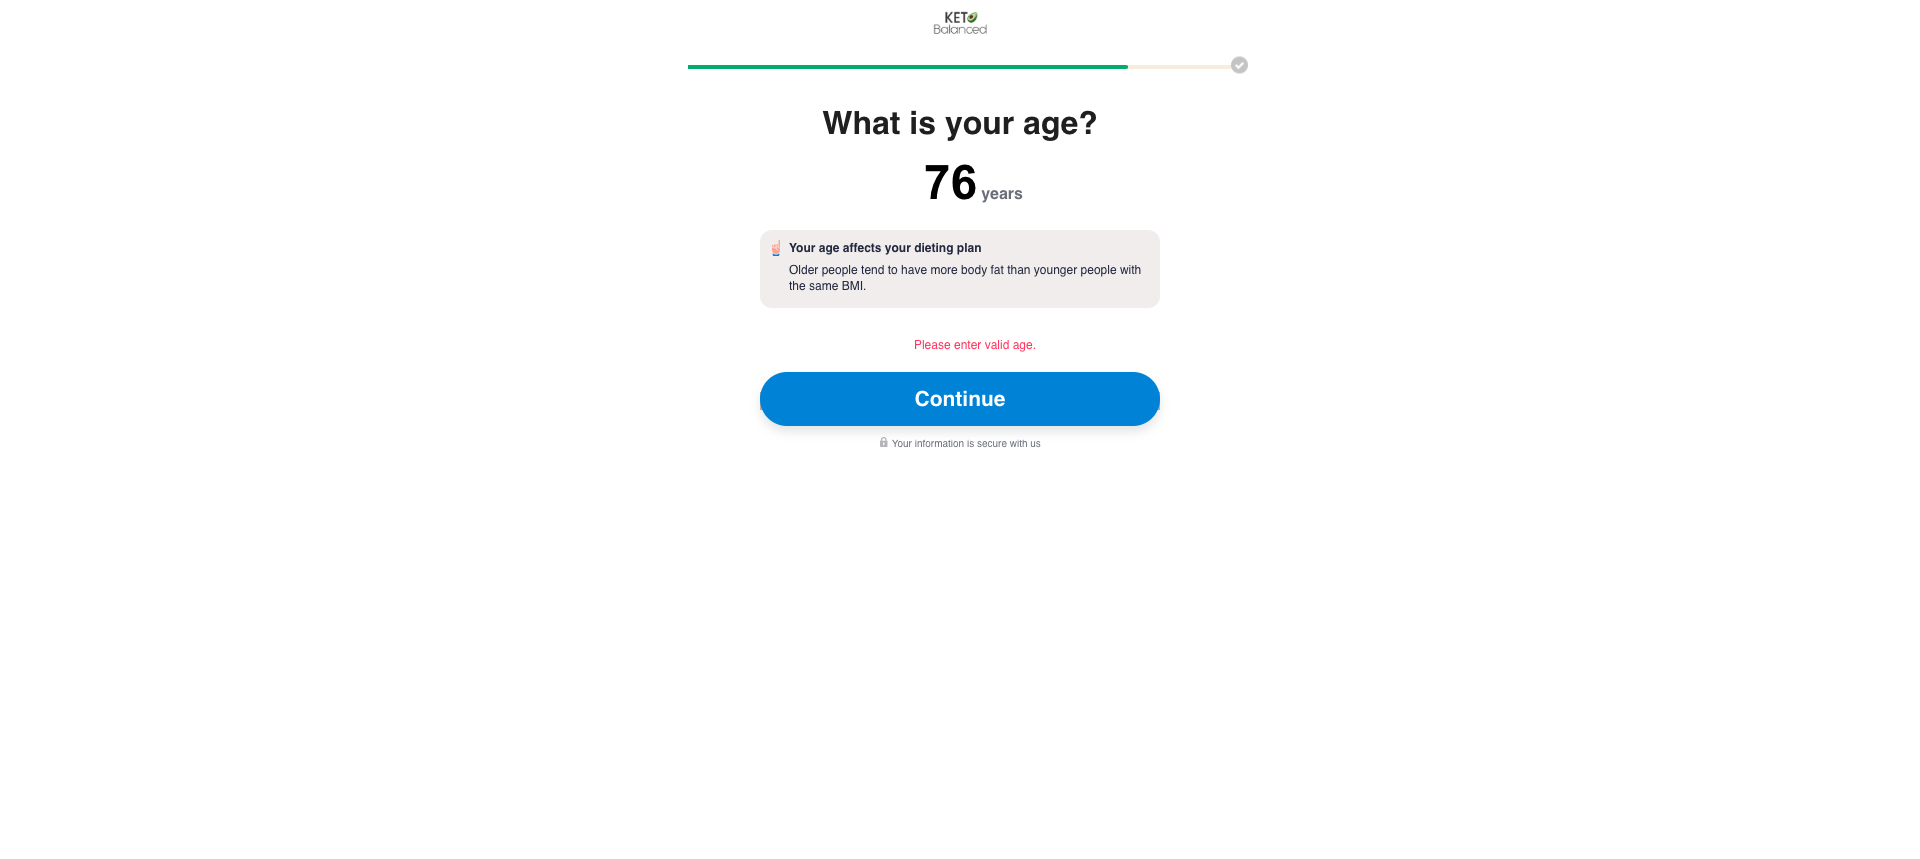 KETO
Balanced
What is your age?
76 years
Your age affects your dieting plan
Older people tend to have more body fat than younger people with
the same BMI.
Please enter valid age.
Continue
Your information is secure with us